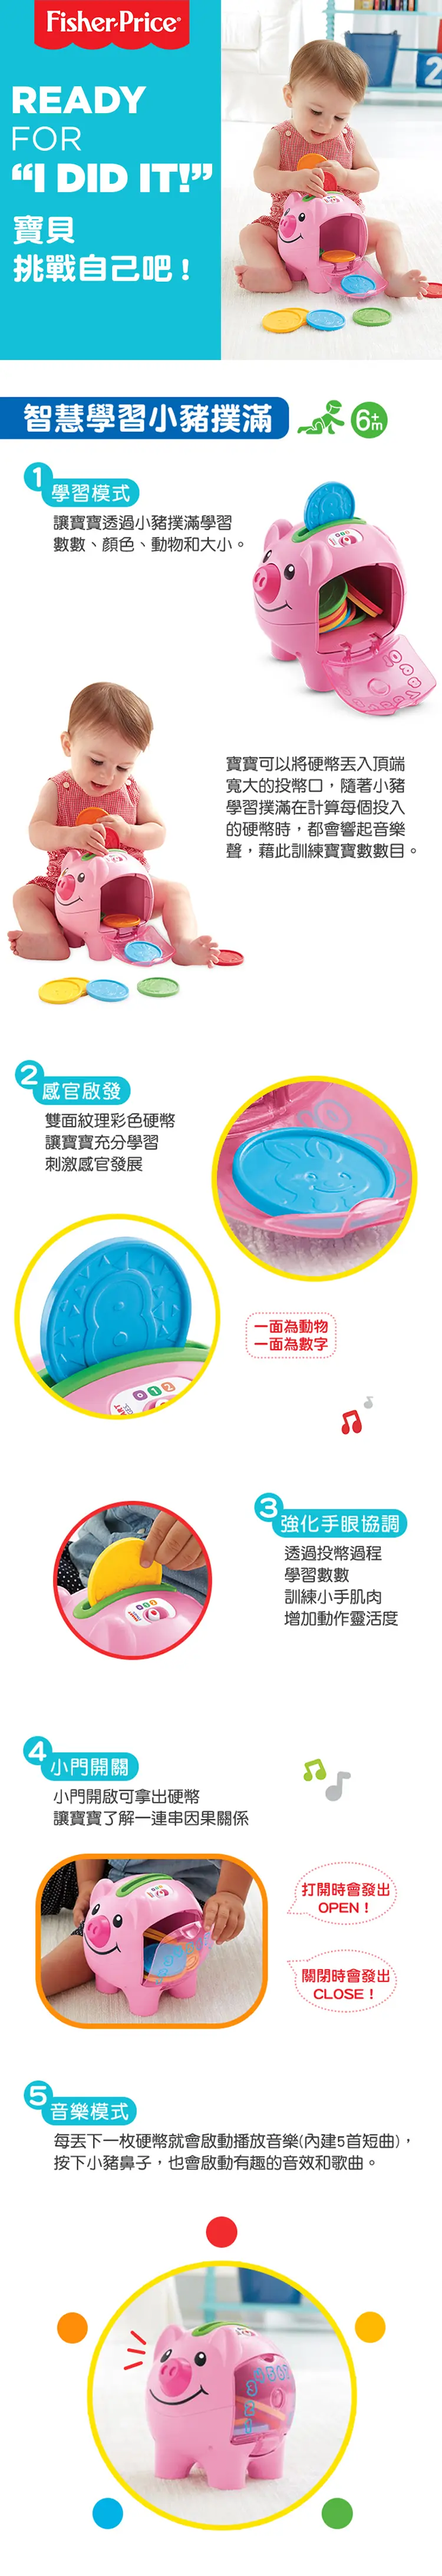 Fisher-Price
READY
FOR
“I DID IT!”
寶貝
挑戰自己吧！
2
智慧學習小豬撲滿
6m+
1
學習模式
讓寶寶透過小豬撲滿學習
數數、顏色、動物和大小。
寶寶可以將硬幣丟入頂端
寬大的投幣口，隨著小豬
學習撲滿在計算每個投入
的硬幣時，都會響起音樂
聲，藉此訓練寶寶數數目。
2
感官啟發
雙面紋理彩色硬幣
讓寶寶充分學習
刺激感官發展
8
0 1 2
一面為動物
一面為數字
3
強化手眼協調
透過投幣過程
學習數數
訓練小手肌肉
增加動作靈活度
4
小門開關
小門開啟可拿出硬幣
讓寶寶了解一連串因果關係
打開時會發出
OPEN！
關閉時會發出
CLOSE！
5
音樂模式
每丟下一枚硬幣就會啟動播放音樂(內建5首短曲)，
按下小豬鼻子，也會啟動有趣的音效和歌曲。